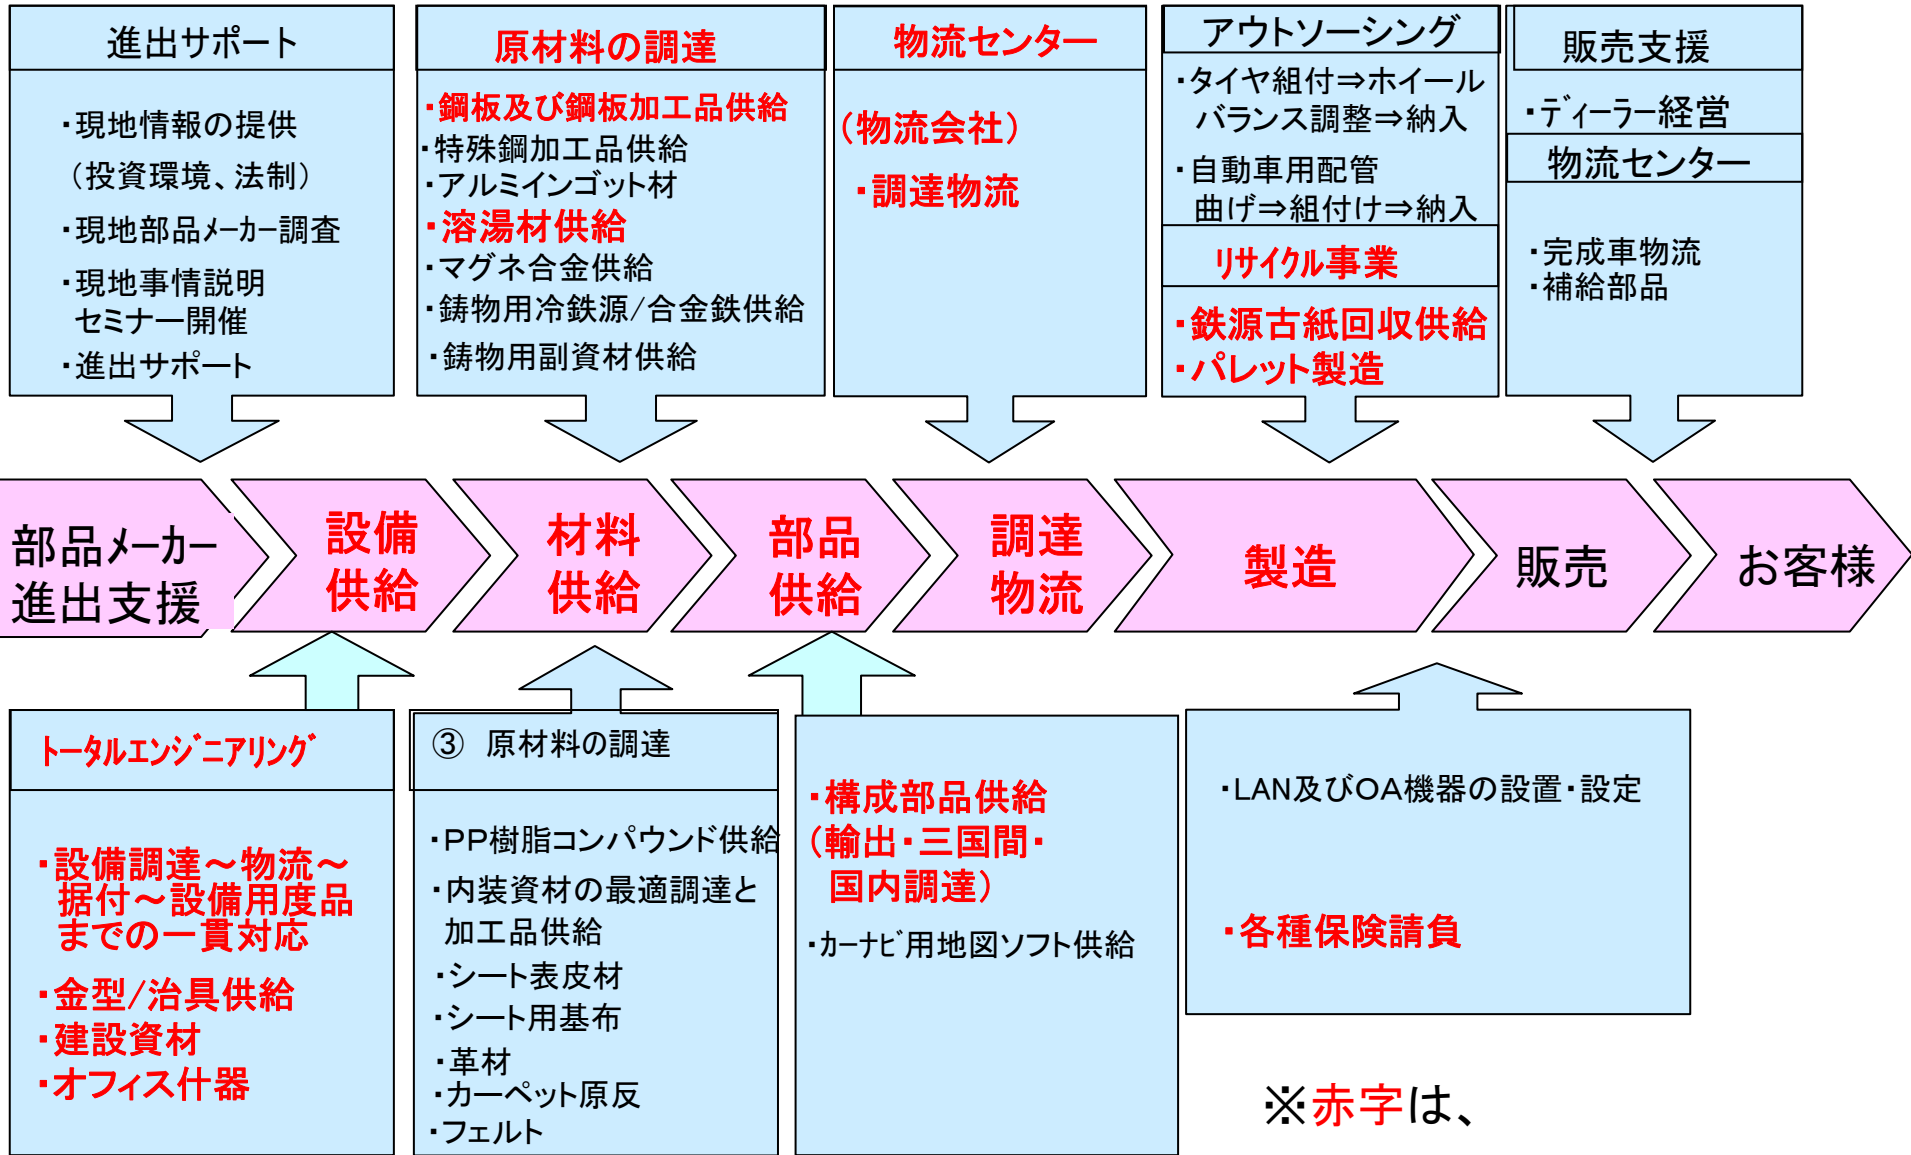 進出サポート
・現地情報の提供
（投資環境、法制）
・現地部品メーカー調査
・現地事情説明
セミナー開催
・進出サポート
原材料の調達
・鋼板及び鋼板加工品供給
・特殊鋼加工品供給
・アルミインゴット材
・溶湯材供給
・マグネ合金供給
・鋳物用冷鉄源/合金鉄供給
・鋳物用副資材供給
物流センター
（物流会社）
・調達物流
アウトソーシング
・タイヤ組付⇒ホイール
バランス調整⇒納入
・自動車用配管
曲げ⇒組付け⇒納入
リサイクル事業
・鉄源古紙回収供給
・パレット製造
販売支援
・ディーラー経営
物流センター
・完成車物流
・補給部品
部品メーカー
進出支援
設備
供給
材料
供給
部品
供給
調達
物流
製造
販売
お客様
トータルエンジニアリング
・設備調達～物流～
据付～設備用度品
までの一貫対応
・金型/治具供給
・建設資材
・オフィス什器
③　原材料の調達
・PP樹脂コンパウンド供給
・内装資材の最適調達と
加工品供給
・シート表皮材
・シート用基布
・革材
・カーペット原反
・フェルト
・構成部品供給
（輸出・三国間・
国内調達）
・カーナビ用地図ソフト供給
・LAN及びOA機器の設置・設定
・各種保険請負
※赤字は、